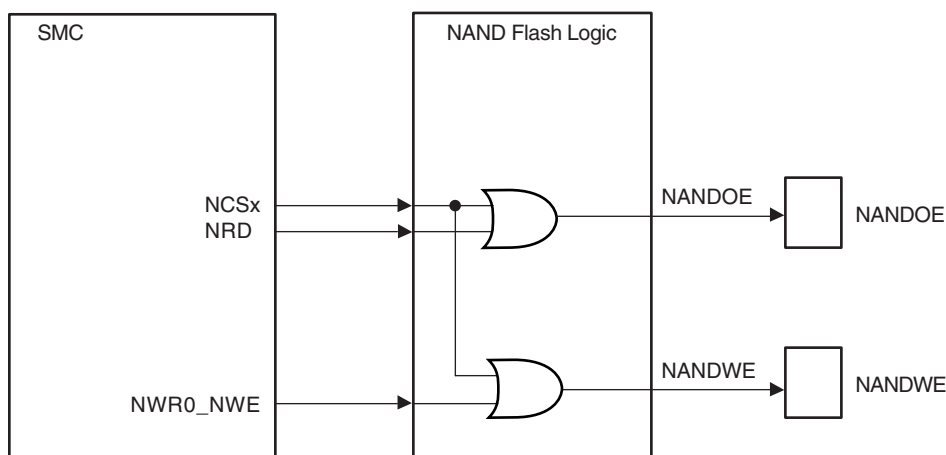 SMC
NAND Flash Logic
NCSx
NRD
NANDOE
NANDOE
NANDWE
NANDWE
NWR0_NWE